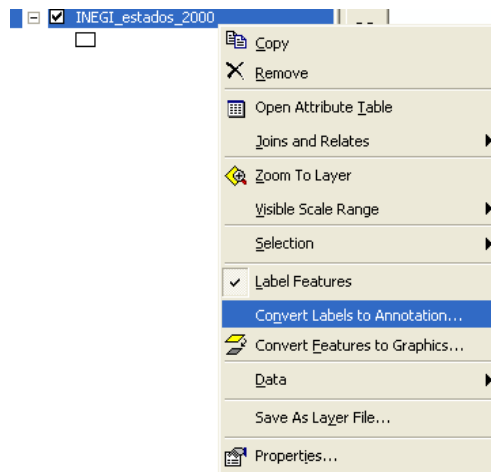 INEGI_estados_2000
Copy
Remove
Open Attribute Table
Joins and Relates
Zoom To Layer
Visible Scale Range
Selection
Label Features
Convert Labels to Annotation...
Convert Features to Graphics...
Data
Save As Layer File...
Properties...